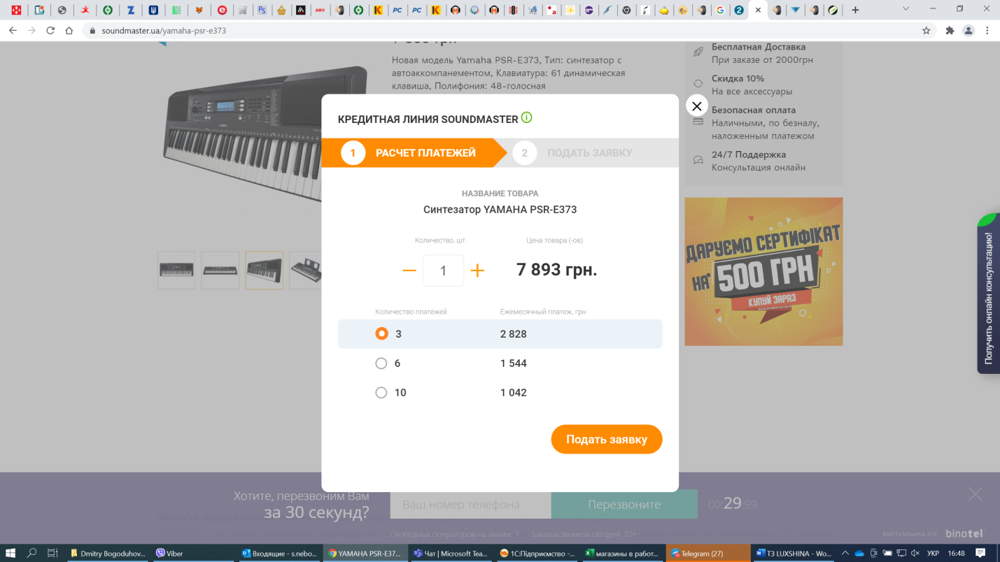 soundmaster.ua/yamaha-psr-e373
Новая модель Yamaha PSR-E373, Тип: синтезатор с
автоаккомпанементом, Клавиатура: 61 динамическая
клавиша, Полифония: 48-голосная
Бесплатная Доставка
При заказе от 2000грн
Скидка 10%
На все аксессуары
Безопасная оплата
Наличными, по безналу,
наложенным платежом
24/7 Поддержка
Консультация онлайн
КРЕДИТНАЯ ЛИНИЯ SOUNDMASTER
1 РАСЧЕТ ПЛАТЕЖЕЙ 2 ПОДАТЬ ЗАЯВКУ
НАЗВАНИЕ ТОВАРА
Синтезатор YAMAHA PSR-E373
Количество, шт. Цена товара (-ов)
1 7 893 грн.
Количество платежей Ежемесячный платеж, грн
3 2 828
6 1 544
10 1 042
Подать заявку
ДАРУЄМО СЕРТИФІКАТ
НА 500 ГРН
КУПУЙ ЗАРАЗ
Получить онлайн консультацию!
Хотите, перезвоним Вам
за 30 секунд?
Ваш номер телефона
Перезвоните
00:29:99
Свободных операторов на линии: 7 Заказов звонков сегодня: 10+
ВИРТУАЛЬНАЯ АТС binotel
Dmitry Bogoduhov...
Viber
Входящие - s.nebo...
YAMAHA PSR-E37...
Чат | Microsoft Tea...
1С:Підприємство -...
магазины в работ...
Telegram (27)
ТЗ LUXSHINA - Wo...
УКР
16:48